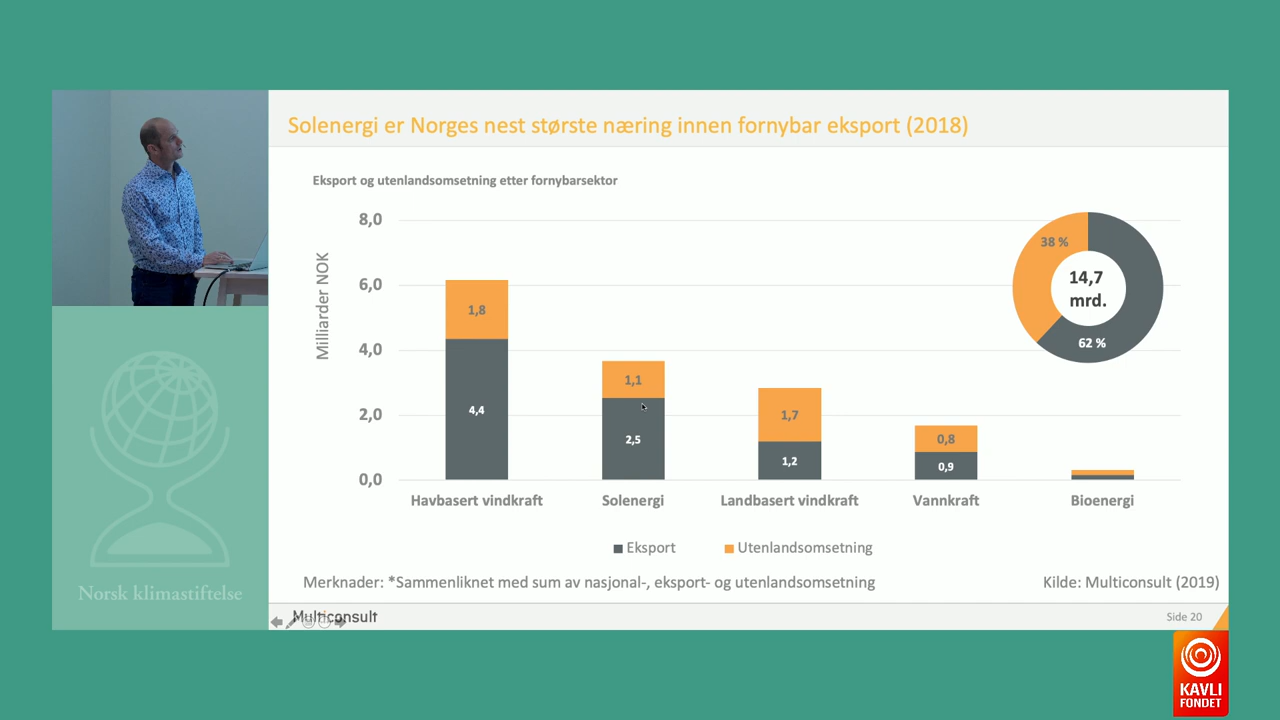 Solenergi er Norges nest største næring innen fornybar eksport (2018)
Eksport og utenlandsomsetning etter fornybarsektor
Milliarder NOK
8,0
6,0
4,0
2,0
0,0
1,8
4,4
1,1
2,5
1,7
1,2
0,8
0,9
38 %
14,7
mrd.
62 %
Havbasert vindkraft
Solenergi
Landbasert vindkraft
Vannkraft
Bioenergi
Eksport
Utenlandsomsetning
Merknader: *Sammenliknet med sum av nasjonal-, eksport- og utenlandsomsetning
Kilde: Multiconsult (2019)
Multiconsult
Side 20
Norsk klimastiftelse
KAVLI
FONDET